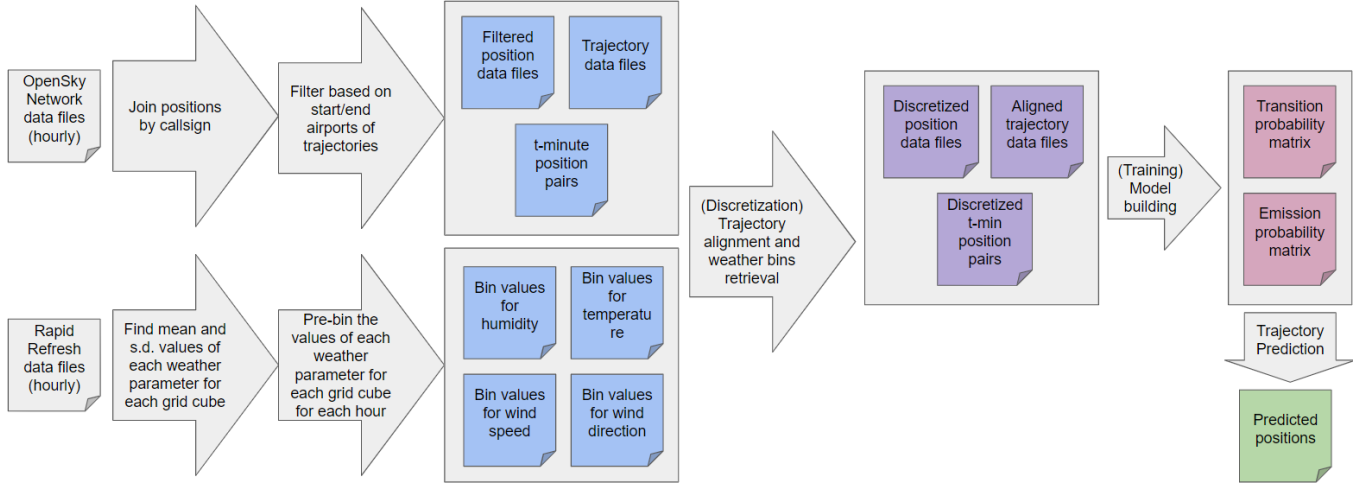 OpenSky
Network
data files
(hourly)
Join positions
by callsign
Filter based on
start/end
airports of
trajectories
Filtered
position
data files
Trajectory
data files
t-minute
position
pairs
Rapid
Refresh
data files
(hourly)
Find mean and
s.d. values of
each weather
parameter for
each grid cube
Pre-bin the
values of each
weather
parameter for
each grid cube
for each hour
Bin values
for
humidity
Bin values
for
temperatu
re
Bin values
for wind
speed
Bin values
for wind
direction
(Discretization)
Trajectory
alignment and
weather bins
retrieval
Discretized
position
data files
Aligned
trajectory
data files
Discretized
t-min
position
pairs
(Training)
Model
building
Transition
probability
matrix
Emission
probability
matrix
Trajectory
Prediction
Predicted
positions